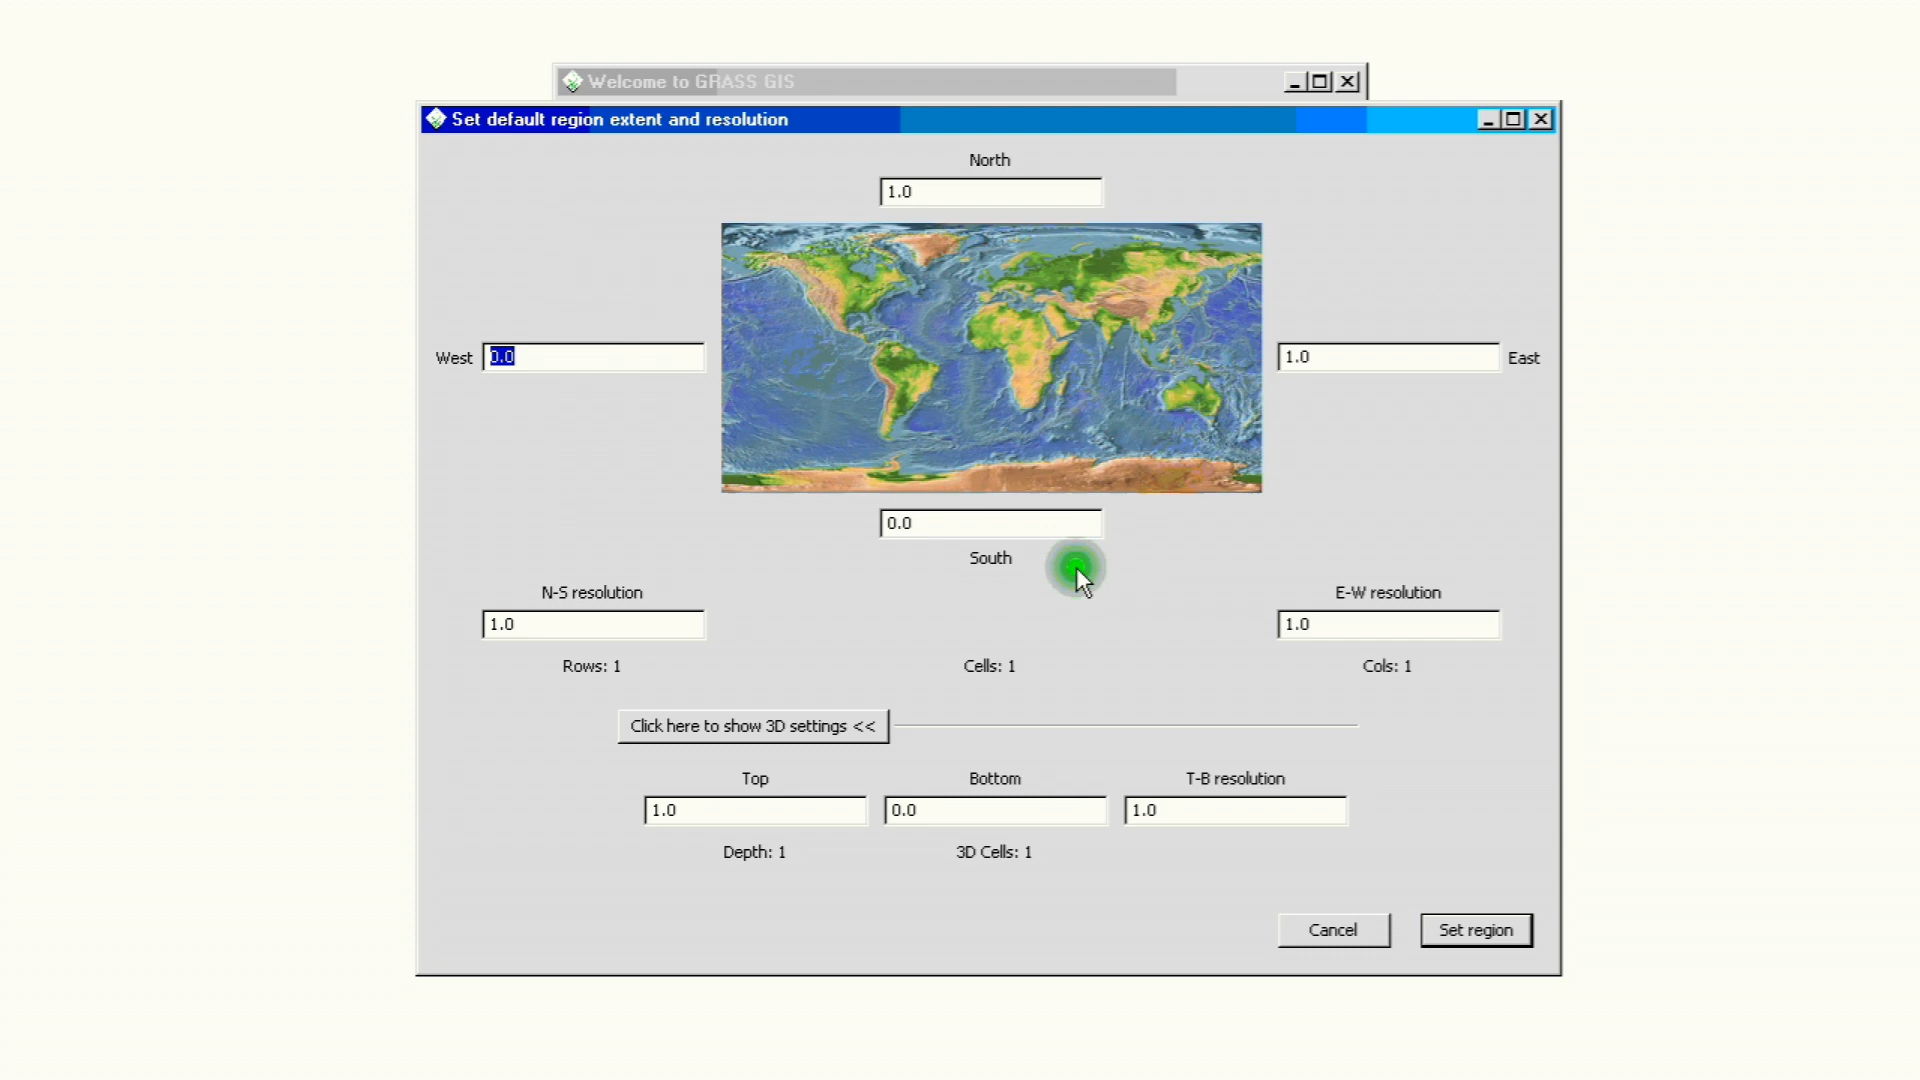 Welcome to GRASS GIS
Set default region extent and resolution
North
1.0
West 0.0
1.0 East
0.0
South
N-S resolution
E-W resolution
1.0
1.0
Rows: 1
Cells: 1
Cols: 1
Click here to show 3D settings <<
Top
Bottom
T-B resolution
1.0
0.0
1.0
Depth: 1
3D Cells: 1
Cancel
Set region